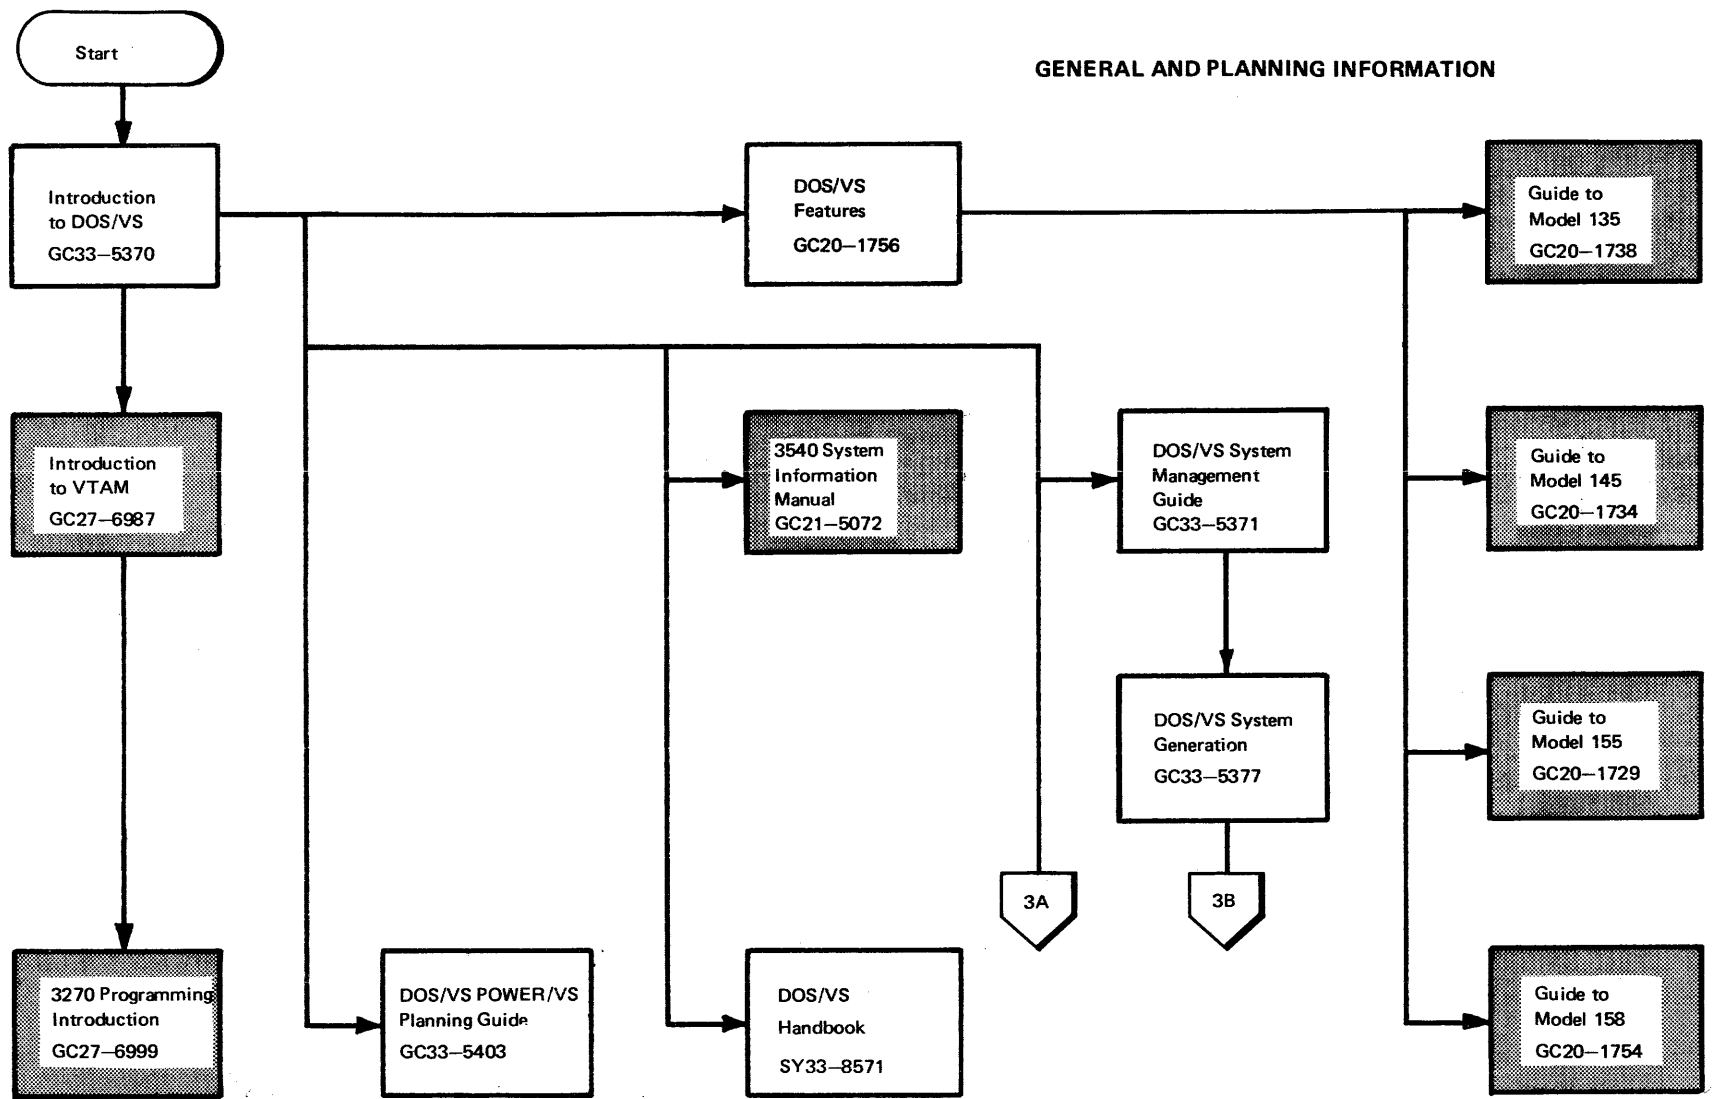 Start
GENERAL AND PLANNING INFORMATION
Introduction
to DOS/VS
GC33–5370
DOS/VS
Features
GC20–1756
Guide to
Model 135
GC20–1738
Introduction
to VTAM
GC27–6987
3540 System
Information
Manual
GC21–5072
DOS/VS System
Management
Guide
GC33–5371
Guide to
Model 145
GC20–1734
DOS/VS System
Generation
GC33–5377
Guide to
Model 155
GC20–1729
3A
3B
3270 Programming
Introduction
GC27–6999
DOS/VS POWER/VS
Planning Guide
GC33–5403
DOS/VS
Handbook
SY33–8571
Guide to
Model 158
GC20–1754